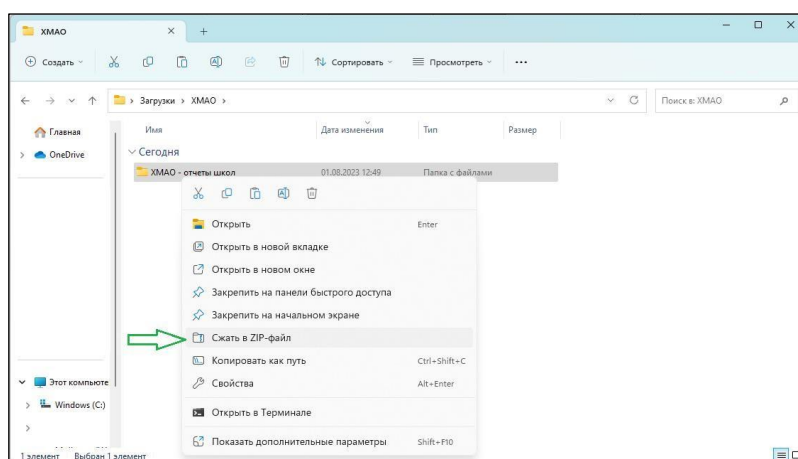 ХМАО
Создать
Сортировать
Просмотреть
Загрузки > ХМАО >
Поиск в: ХМАО
Главная
OneDrive
Имя
Дата изменения
Тип
Размер
Сегодня
ХМАО - отчеты школ
01.08.2023 12:49
Папка с файлами
Открыть
Enter
Открыть в новой вкладке
Открыть в новом окне
Закрепить на панели быстрого доступа
Закрепить на начальном экране
Сжать в ZIP-файл
Копировать как путь
Ctrl+Shift+C
Свойства
Alt+Enter
Открыть в Терминале
Показать дополнительные параметры
Shift+F10
Этот компьюте
Windows (C:)
1 элемент
Выбран 1 элемент